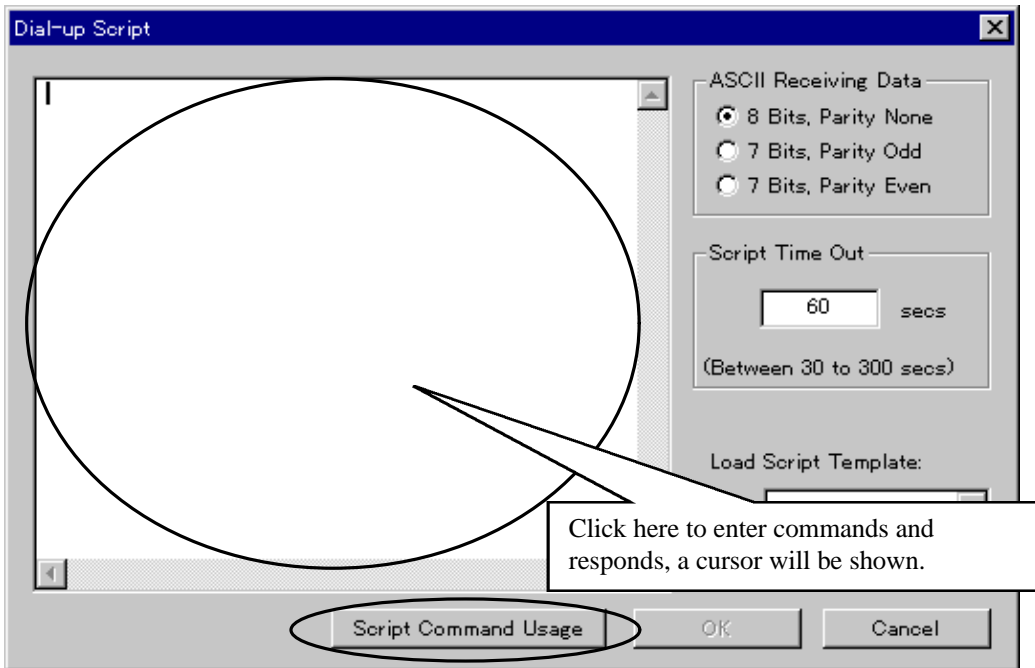 Dial-up Script
ASCII Receiving Data
8 Bits, Parity None
7 Bits, Parity Odd
7 Bits, Parity Even
Script Time Out
60 secs
(Between 30 to 300 secs)
Load Script Template:
Click here to enter commands and
responds, a cursor will be shown.
Script Command Usage
OK
Cancel